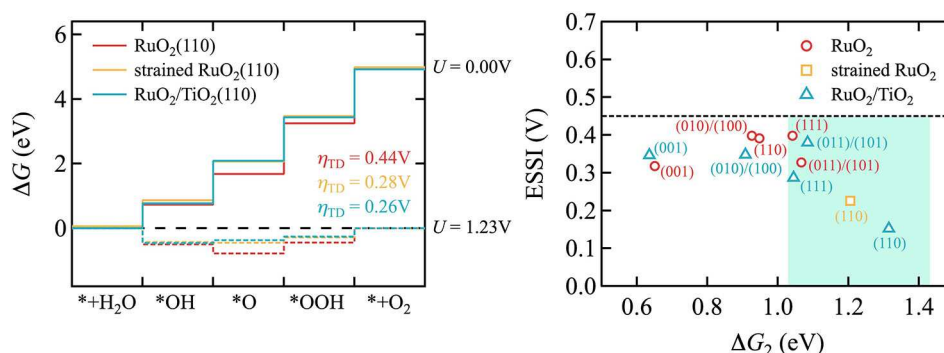 6
4
2
0
ΔG (eV)
RuO₂(110)
strained RuO₂(110)
RuO₂/TiO₂(110)
U = 0.00V
η_TD = 0.44V
η_TD = 0.28V
η_TD = 0.26V
U = 1.23V
*+H₂O
*OH
*O
*OOH
*+O₂
0.7
0.6
0.5
0.4
0.3
0.2
0.1
0.0
ESSI (V)
RuO₂
strained RuO₂
RuO₂/TiO₂
(010)/(100)
(111)
(110)
(011)/(101)
(001)
(001)
(010)/(100)
(011)/(101)
(111)
(110)
(110)
0.6
0.8
1.0
1.2
1.4
ΔG₂ (eV)